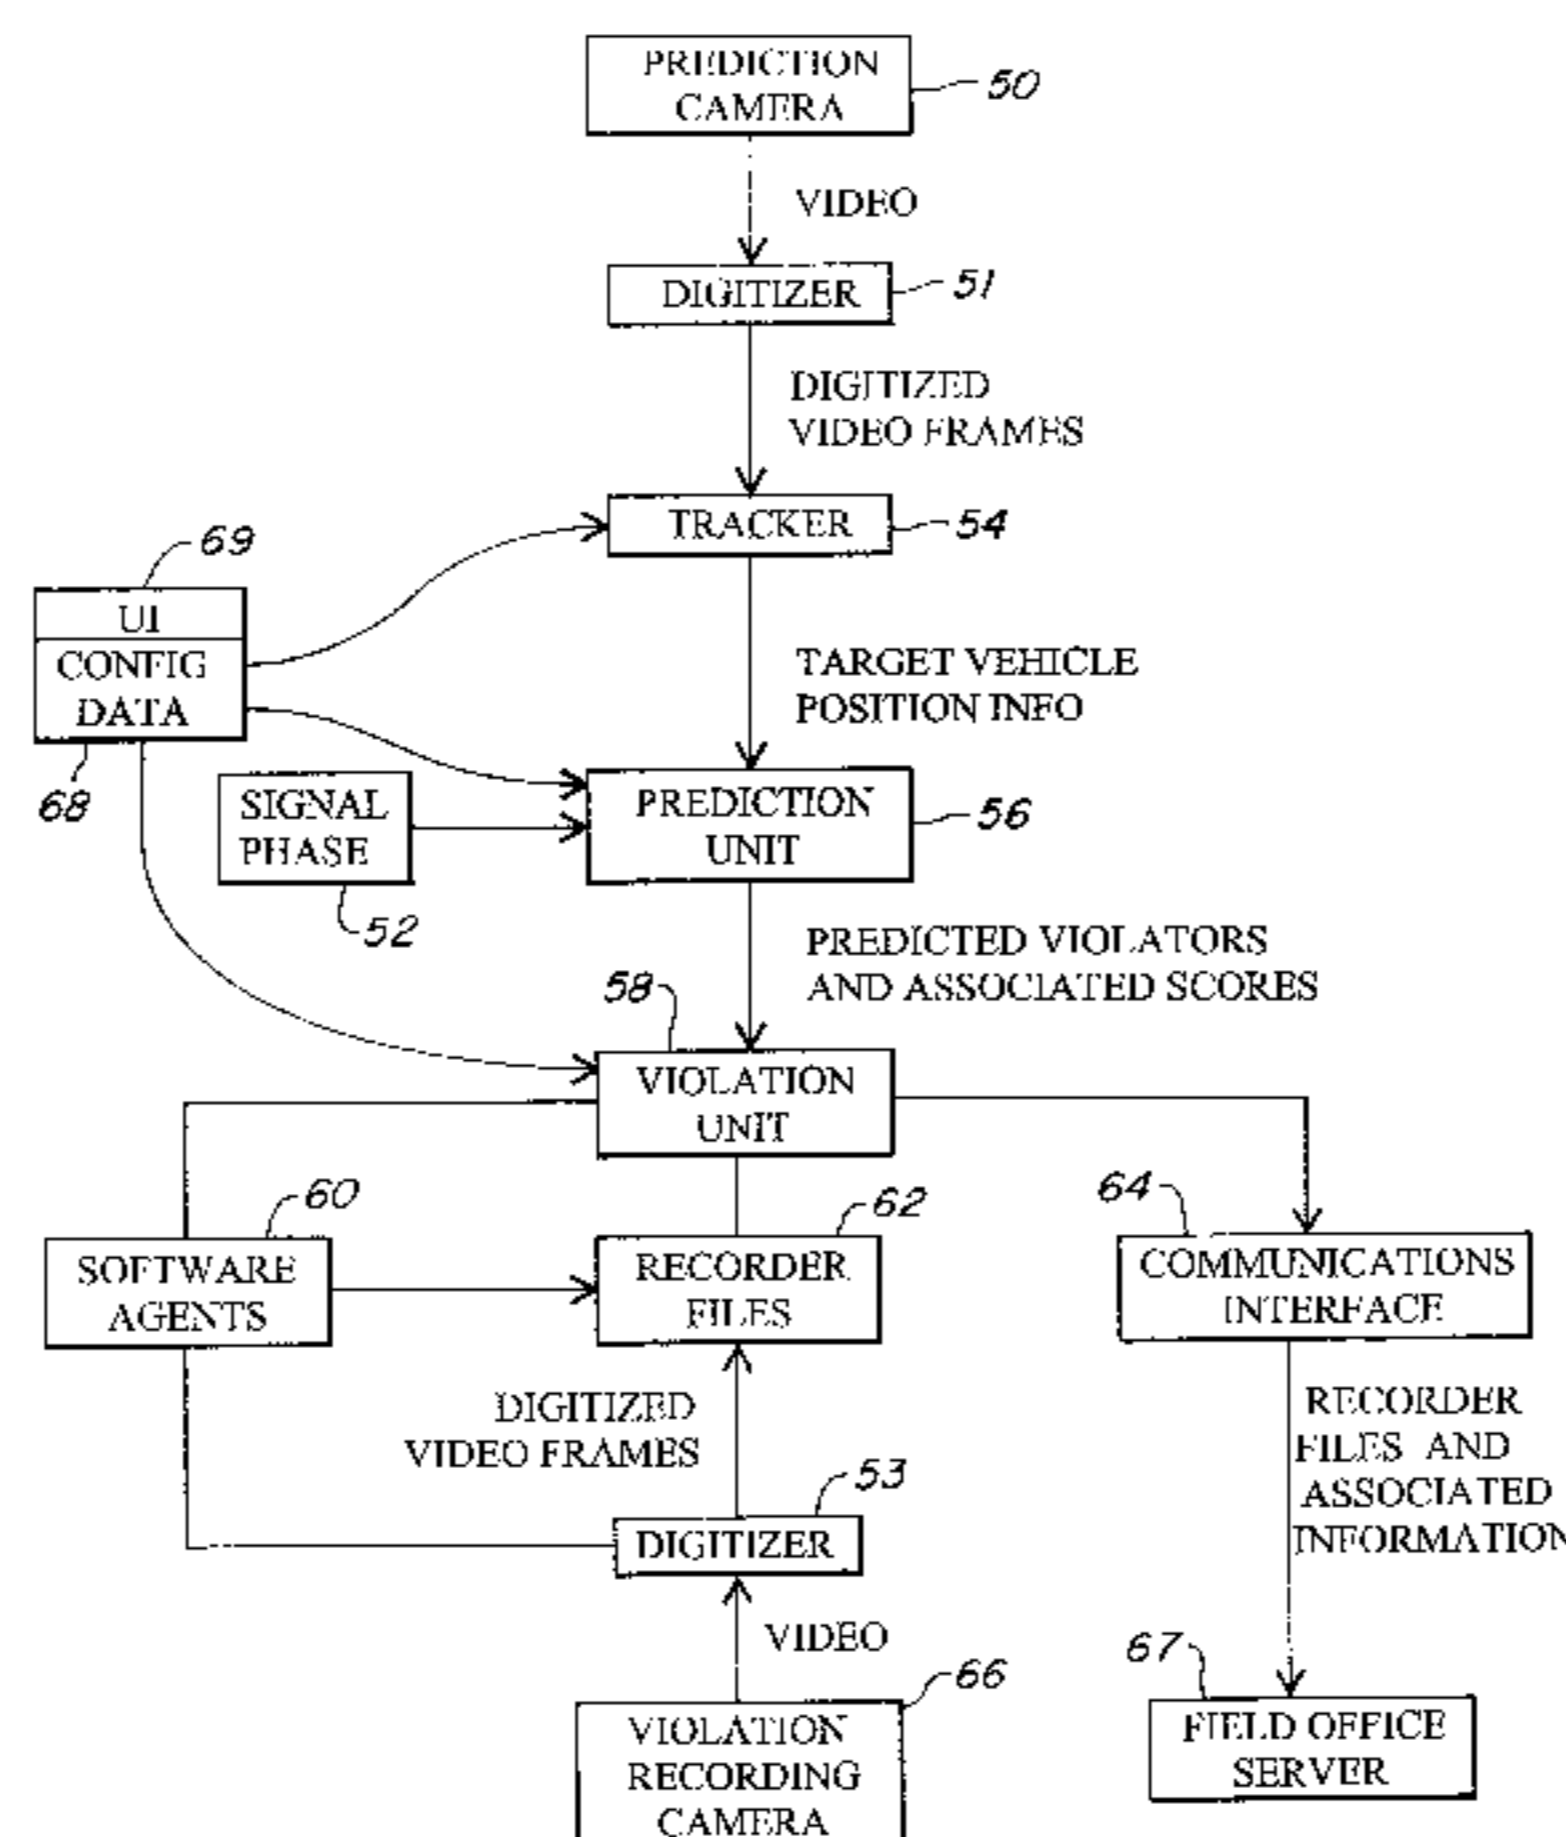 PREDICTION
CAMERA
50
VIDEO
DIGITIZER
51
DIGITIZED
VIDEO FRAMES
TRACKER
54
69
UI
CONFIG
DATA
68
TARGET VEHICLE
POSITION INFO
SIGNAL
PHASE
52
PREDICTION
UNIT
56
PREDICTED VIOLATORS
AND ASSOCIATED SCORES
58
VIOLATION
UNIT
60
SOFTWARE
AGENTS
62
RECORDER
FILES
64
COMMUNICATIONS
INTERFACE
DIGITIZED
VIDEO FRAMES
RECORDER
FILES AND
ASSOCIATED
INFORMATION
53
DIGITIZER
VIDEO
66
VIOLATION
RECORDING
CAMERA
67
FIELD OFFICE
SERVER